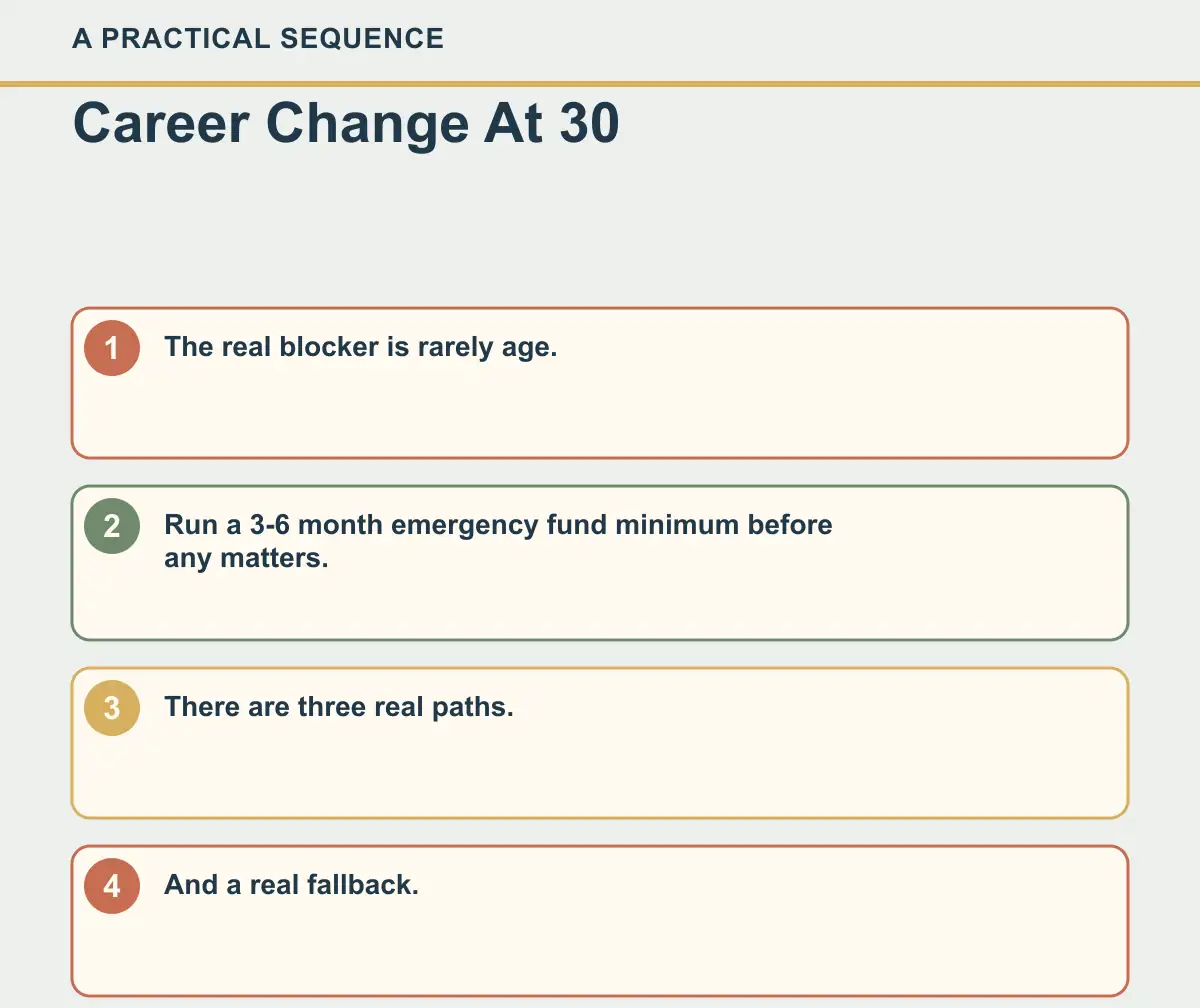 A PRACTICAL SEQUENCE
Career Change At 30
1
The real blocker is rarely age.
2
Run a 3-6 month emergency fund minimum before
any matters.
3
There are three real paths.
4
And a real fallback.